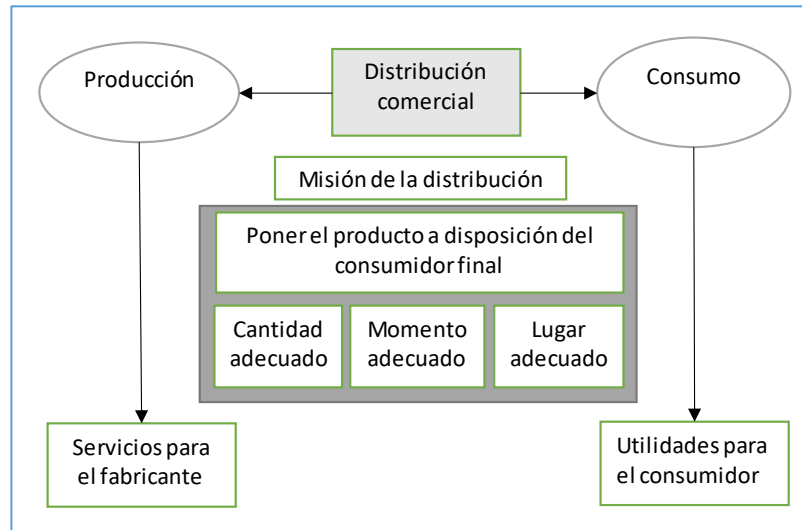 Producción
Distribución
comercial
Consumo
Misión de la distribución
Poner el producto a disposición del
consumidor final
Cantidad
adecuado
Momento
adecuado
Lugar
adecuado
Servicios para
el fabricante
Utilidades para
el consumidor